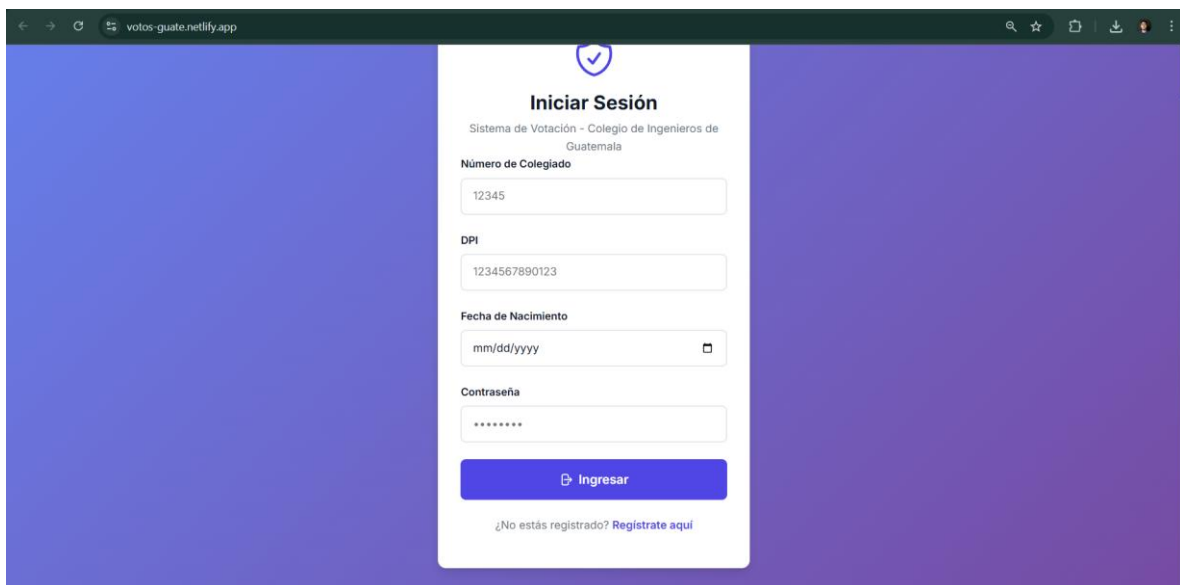 votos-guate.netlify.app
Iniciar Sesión
Sistema de Votación - Colegio de Ingenieros de
Guatemala
Número de Colegiado
12345
DPI
1234567890123
Fecha de Nacimiento
mm/dd/yyyy
Contraseña
••••••••
Ingresar
¿No estás registrado? Regístrate aquí